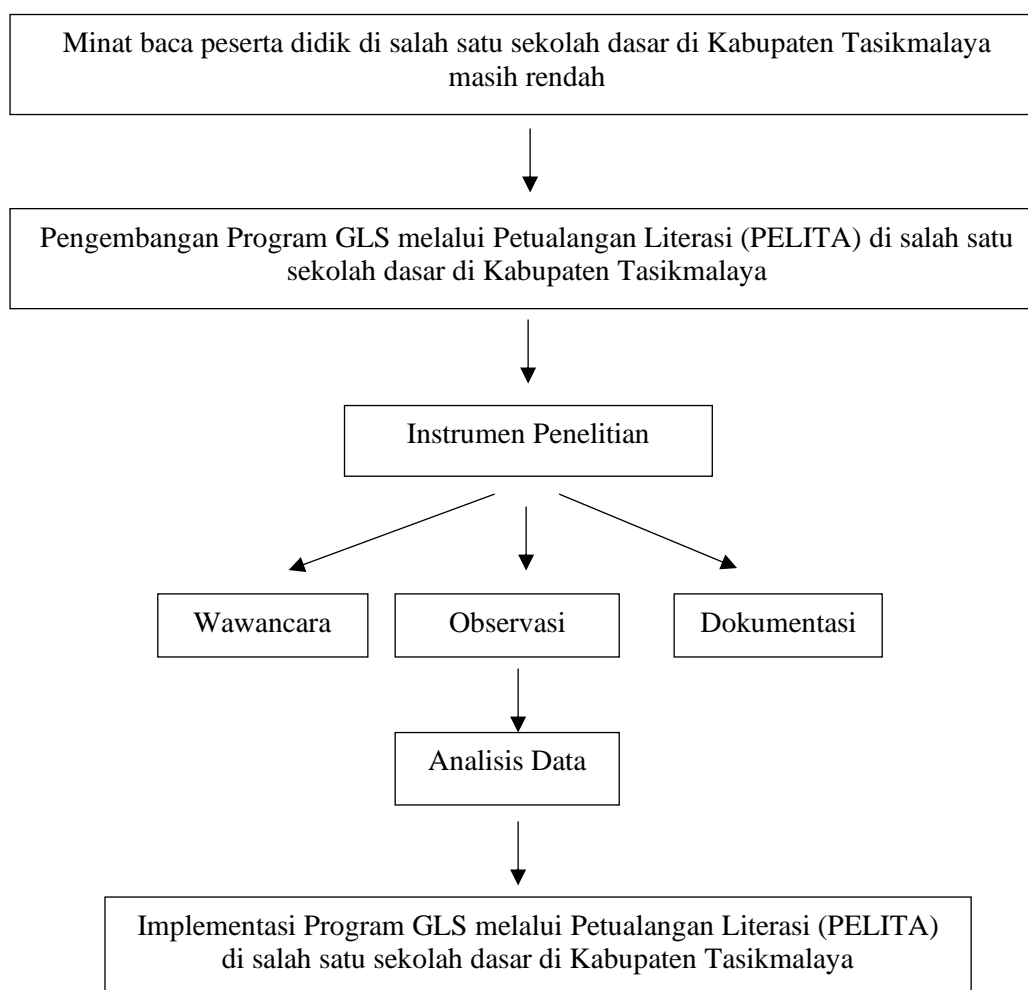 Minat baca peserta didik di salah satu sekolah dasar di Kabupaten Tasikmalaya
masih rendah
Pengembangan Program GLS melalui Petualangan Literasi (PELITA) di salah satu
sekolah dasar di Kabupaten Tasikmalaya
Instrumen Penelitian
Wawancara
Observasi
Dokumentasi
Analisis Data
Implementasi Program GLS melalui Petualangan Literasi (PELITA)
di salah satu sekolah dasar di Kabupaten Tasikmalaya